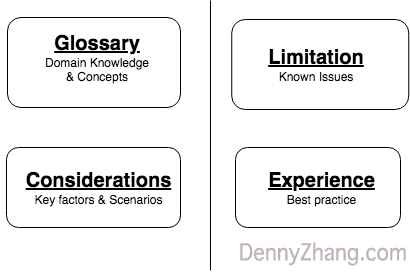 Glossary
Domain Knowledge
& Concepts
Limitation
Known Issues
Considerations
Key factors & Scenarios
Experience
Best practice
DennyZhang.com